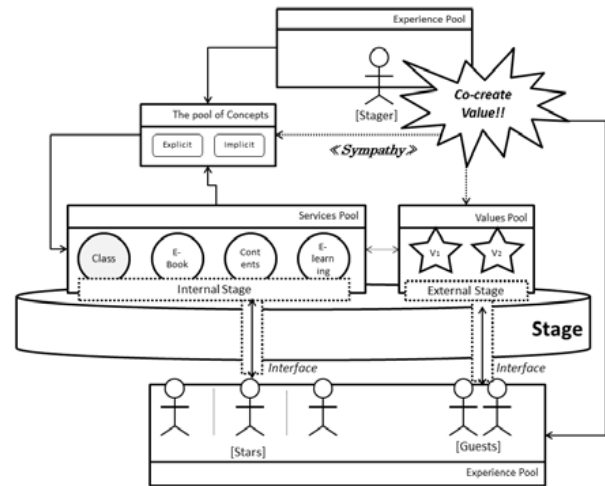 Experience Pool
[Stager]
Co-create
Value!!
The pool of Concepts
Explicit
Implicit
≪Sympathy≫
Services Pool
Class
E-
Book
Cont
ents
E-
learn
ing
Internal Stage
Values Pool
V1
V2
External Stage
Stage
Interface
Interface
[Stars]
[Guests]
Experience Pool